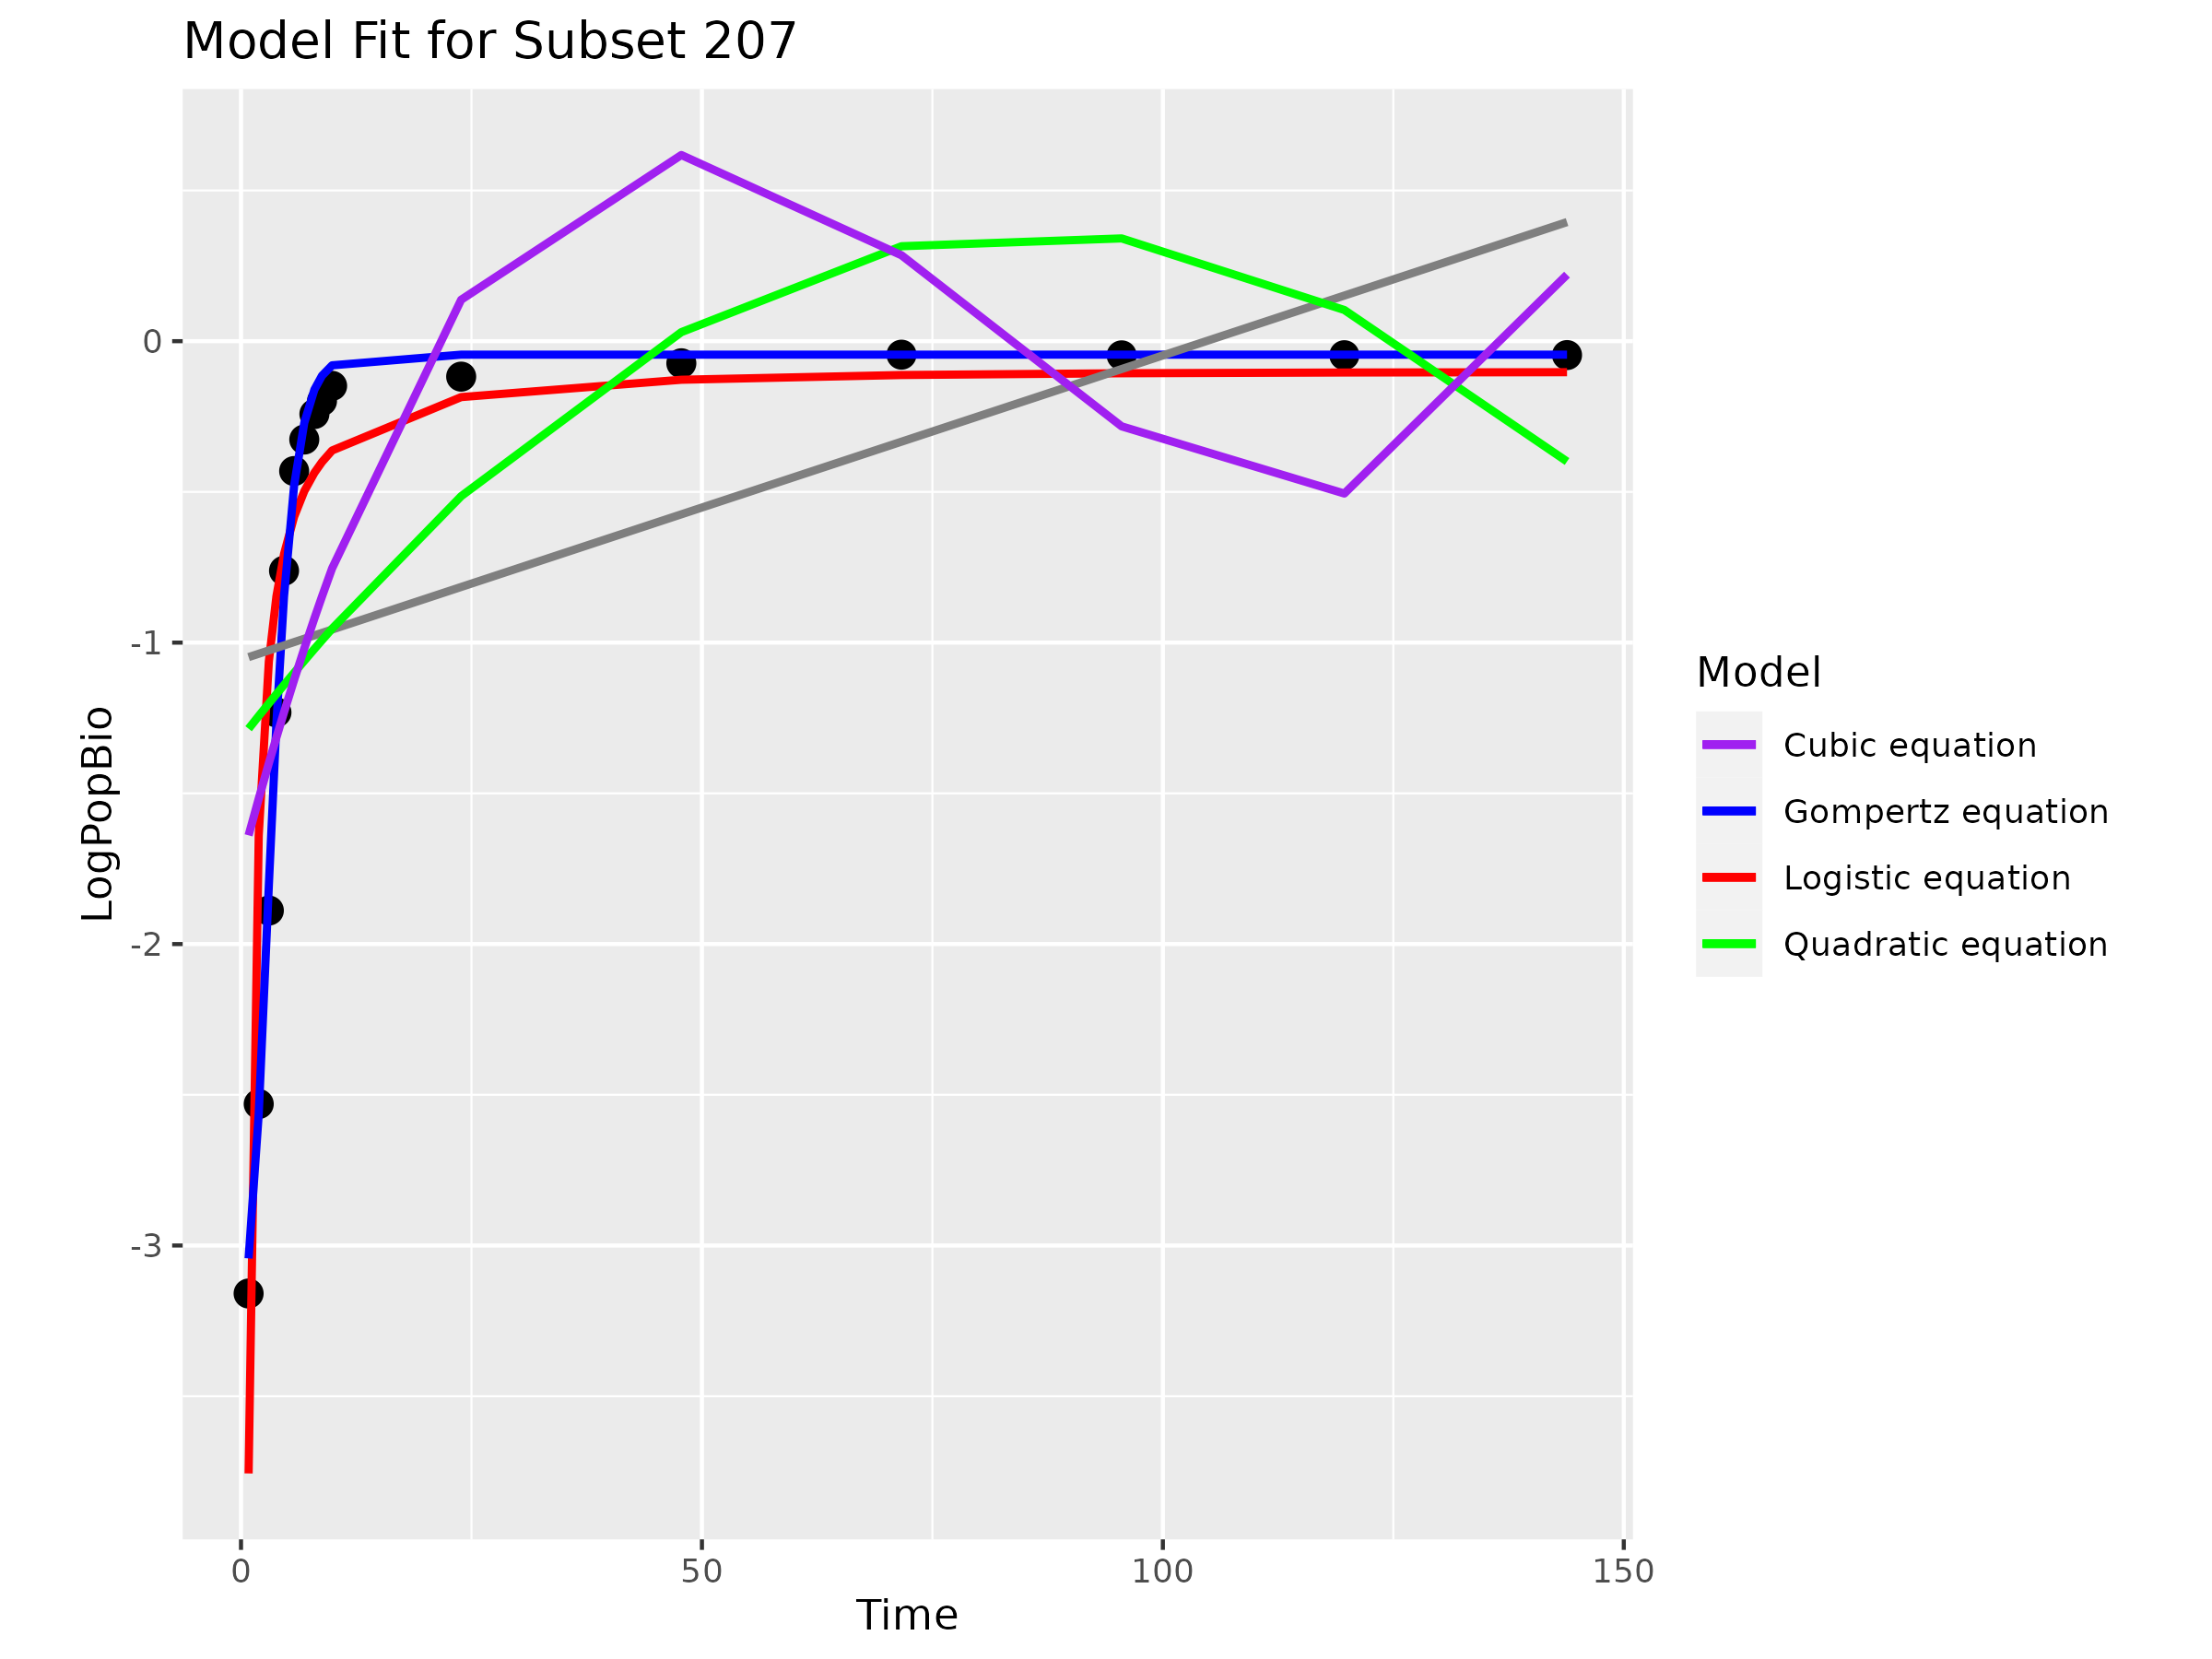 Model Fit for Subset 207
LogPopBio
0
-1
-2
-3
0
50
100
150
Time
Model
Cubic equation
Gompertz equation
Logistic equation
Quadratic equation